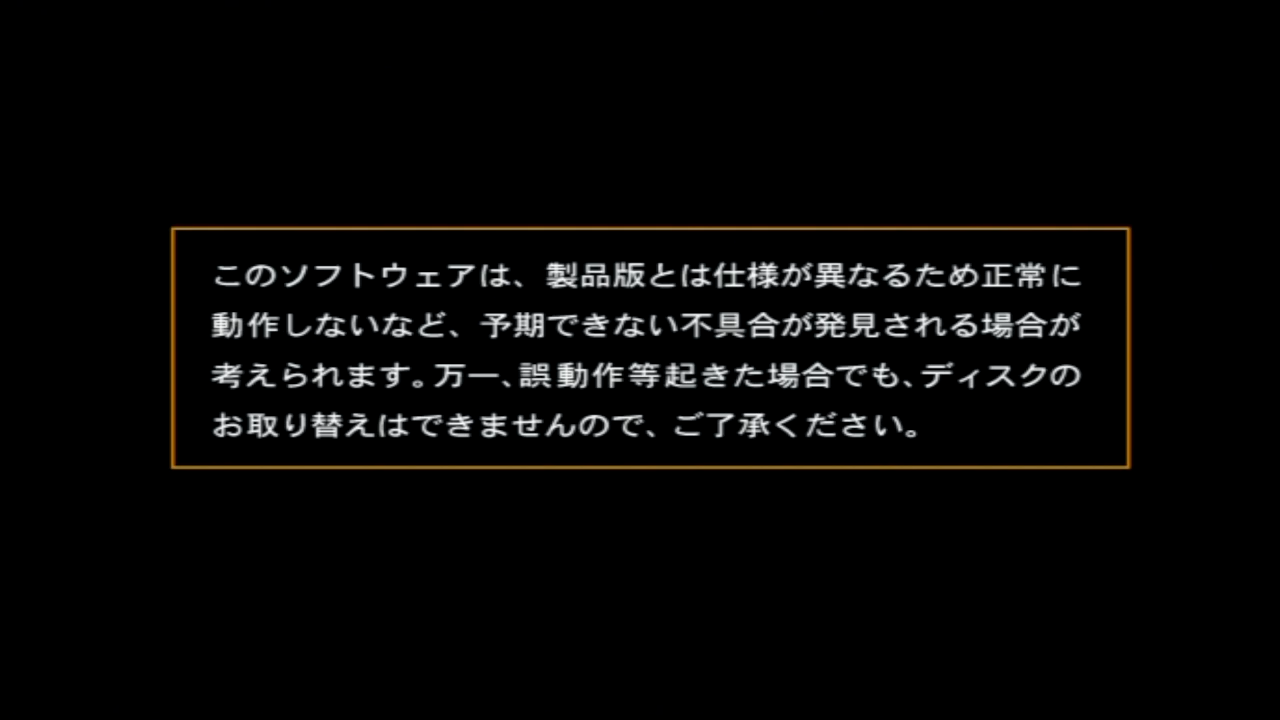 このソフトウェアは、製品版とは仕様が異なるため正常に
動作しないなど、予期できない不具合が発見される場合が
考えられます。万一、誤動作等起きた場合でも、ディスクの
お取り替えはできませんので、ご了承ください。